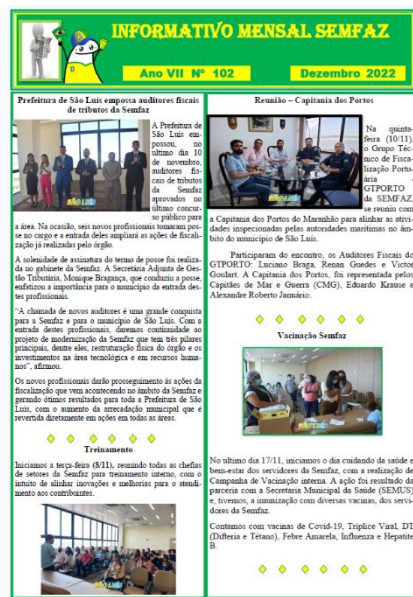 INFORMATIVO MENSAL SEMFAZ
Ano VII Nº 102
Dezembro 2022
Prefeitura de São Luís empossa auditores fiscais
de tributos da Semfaz
A Prefeitura de
São Luís em-
possou, no
último dia 10
de novembro,
auditores fis-
cais de tributos
da Semfaz
aprovados no
último concur-
so público para
a área. Na ocasião, seis novos profissionais tomaram pos-
se no cargo e a entrada deles ampliará as ações de fiscali-
zação já realizadas pelo órgão.
A solenidade de assinatura do termo de posse foi realiza-
da no gabinete da Semfaz. A Secretária Adjunta de Ges-
tão Tributária, Monique Bragança, que conduziu a posse,
enfatizou a importância para o município da entrada des-
tes profissionais.
"A chamada de novos auditores é uma grande conquista
para a Semfaz e para o município de São Luís. Com a
entrada destes profissionais, daremos continuidade ao
projeto de modernização da Semfaz que tem três pilares
principais, dentre eles, restruturação física do órgão e os
investimentos na área tecnológica e em recursos huma-
nos", afirmou.
Os novos profissionais darão prosseguimento às ações da
fiscalização que vem acontecendo no âmbito da Semfaz e
gerando ótimos resultados para toda a Prefeitura de São
Luís, com o aumento da arrecadação municipal que é
revertida diretamente em ações em todas as áreas.
Treinamento
Iniciamos a terça-feira (8/11), reunindo todas as chefias
de setores da Semfaz para treinamento interno, com o
intuito de alinhar inovações e melhorias para o atendi-
mento aos contribuintes.
SÃO LUÍS
Reunião – Capitania dos Portos
Na quinta-
feira (10/11),
o Grupo Téc-
nico de Fisca-
lização Portu-
ária -
GTPORTO
da SEMFAZ,
se reuniu com
a Capitania dos Portos do Maranhão para alinhar as ativi-
dades inspecionadas pelas autoridades marítimas no âm-
bito do município de São Luís.
Participaram do encontro, os Auditores Fiscais do
GTPORTO: Luciano Braga, Renan Guedes e Victor
Goulart. A Capitania dos Portos, foi representada pelos
Capitães de Mar e Guerra (CMG), Eduardo Krause e
Alexandre Roberto Januário.
Vacinação Semfaz
SÃO LUÍS
No último dia 17/11, iniciamos o dia cuidando da saúde e
bem-estar dos servidores da Semfaz, com a realização de
Campanha de Vacinação interna. A ação foi resultado da
parceria com a Secretaria Municipal da Saúde (SEMUS)
e, tivemos, a imunização com diversas vacinas, dos servi-
dores da Semfaz.
Contamos com vacinas de Covid-19, Tríplice Viral, DT
(Difteria e Tétano), Febre Amarela, Influenza e Hepatite
B.